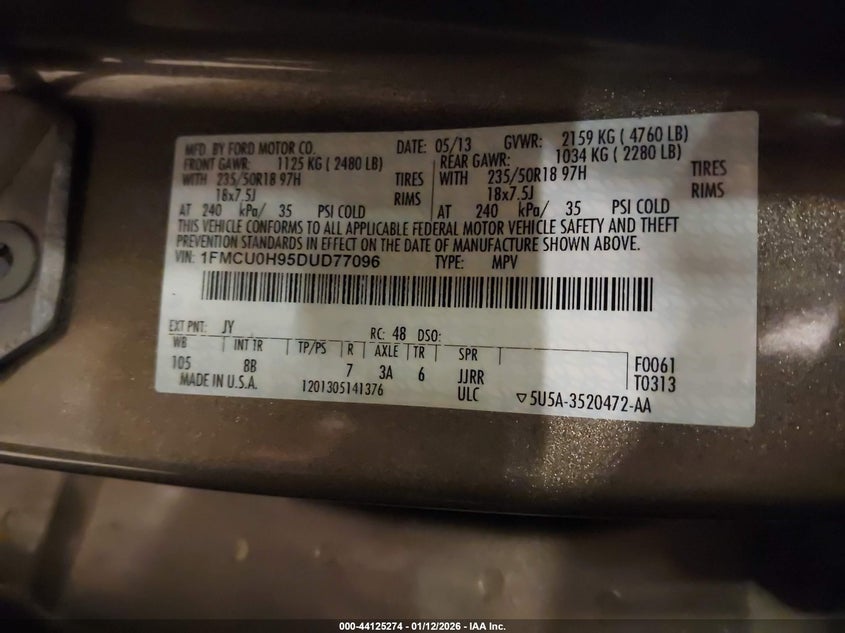 MFD. BY FORD MOTOR CO. DATE: 05/13 GVWR: 2159 KG ( 4760 LB)
FRONT GAWR: 1125 KG ( 2480 LB) REAR GAWR: 1034 KG ( 2280 LB)
WITH 235/50R18 97H TIRES WITH 235/50R18 97H TIRES
18x7.5J RIMS 18x7.5J RIMS
AT 240 kPa/ 35 PSI COLD AT 240 kPa/ 35 PSI COLD
THIS VEHICLE CONFORMS TO ALL APPLICABLE FEDERAL MOTOR VEHICLE SAFETY AND THEFT
PREVENTION STANDARDS IN EFFECT ON THE DATE OF MANUFACTURE SHOWN ABOVE.
VIN: 1FMCU0H95DUD77096 TYPE: MPV
EXT PNT: JY RC: 48 DSO:
WB INT TR TP/PS R AXLE TR SPR
105 8B 7 3A 6 JJRR F0061
MADE IN U.S.A. 1201305141376 ULC T0313
▽5U5A-3520472-AA
000-44125274 - 01/12/2026 - IAA Inc.